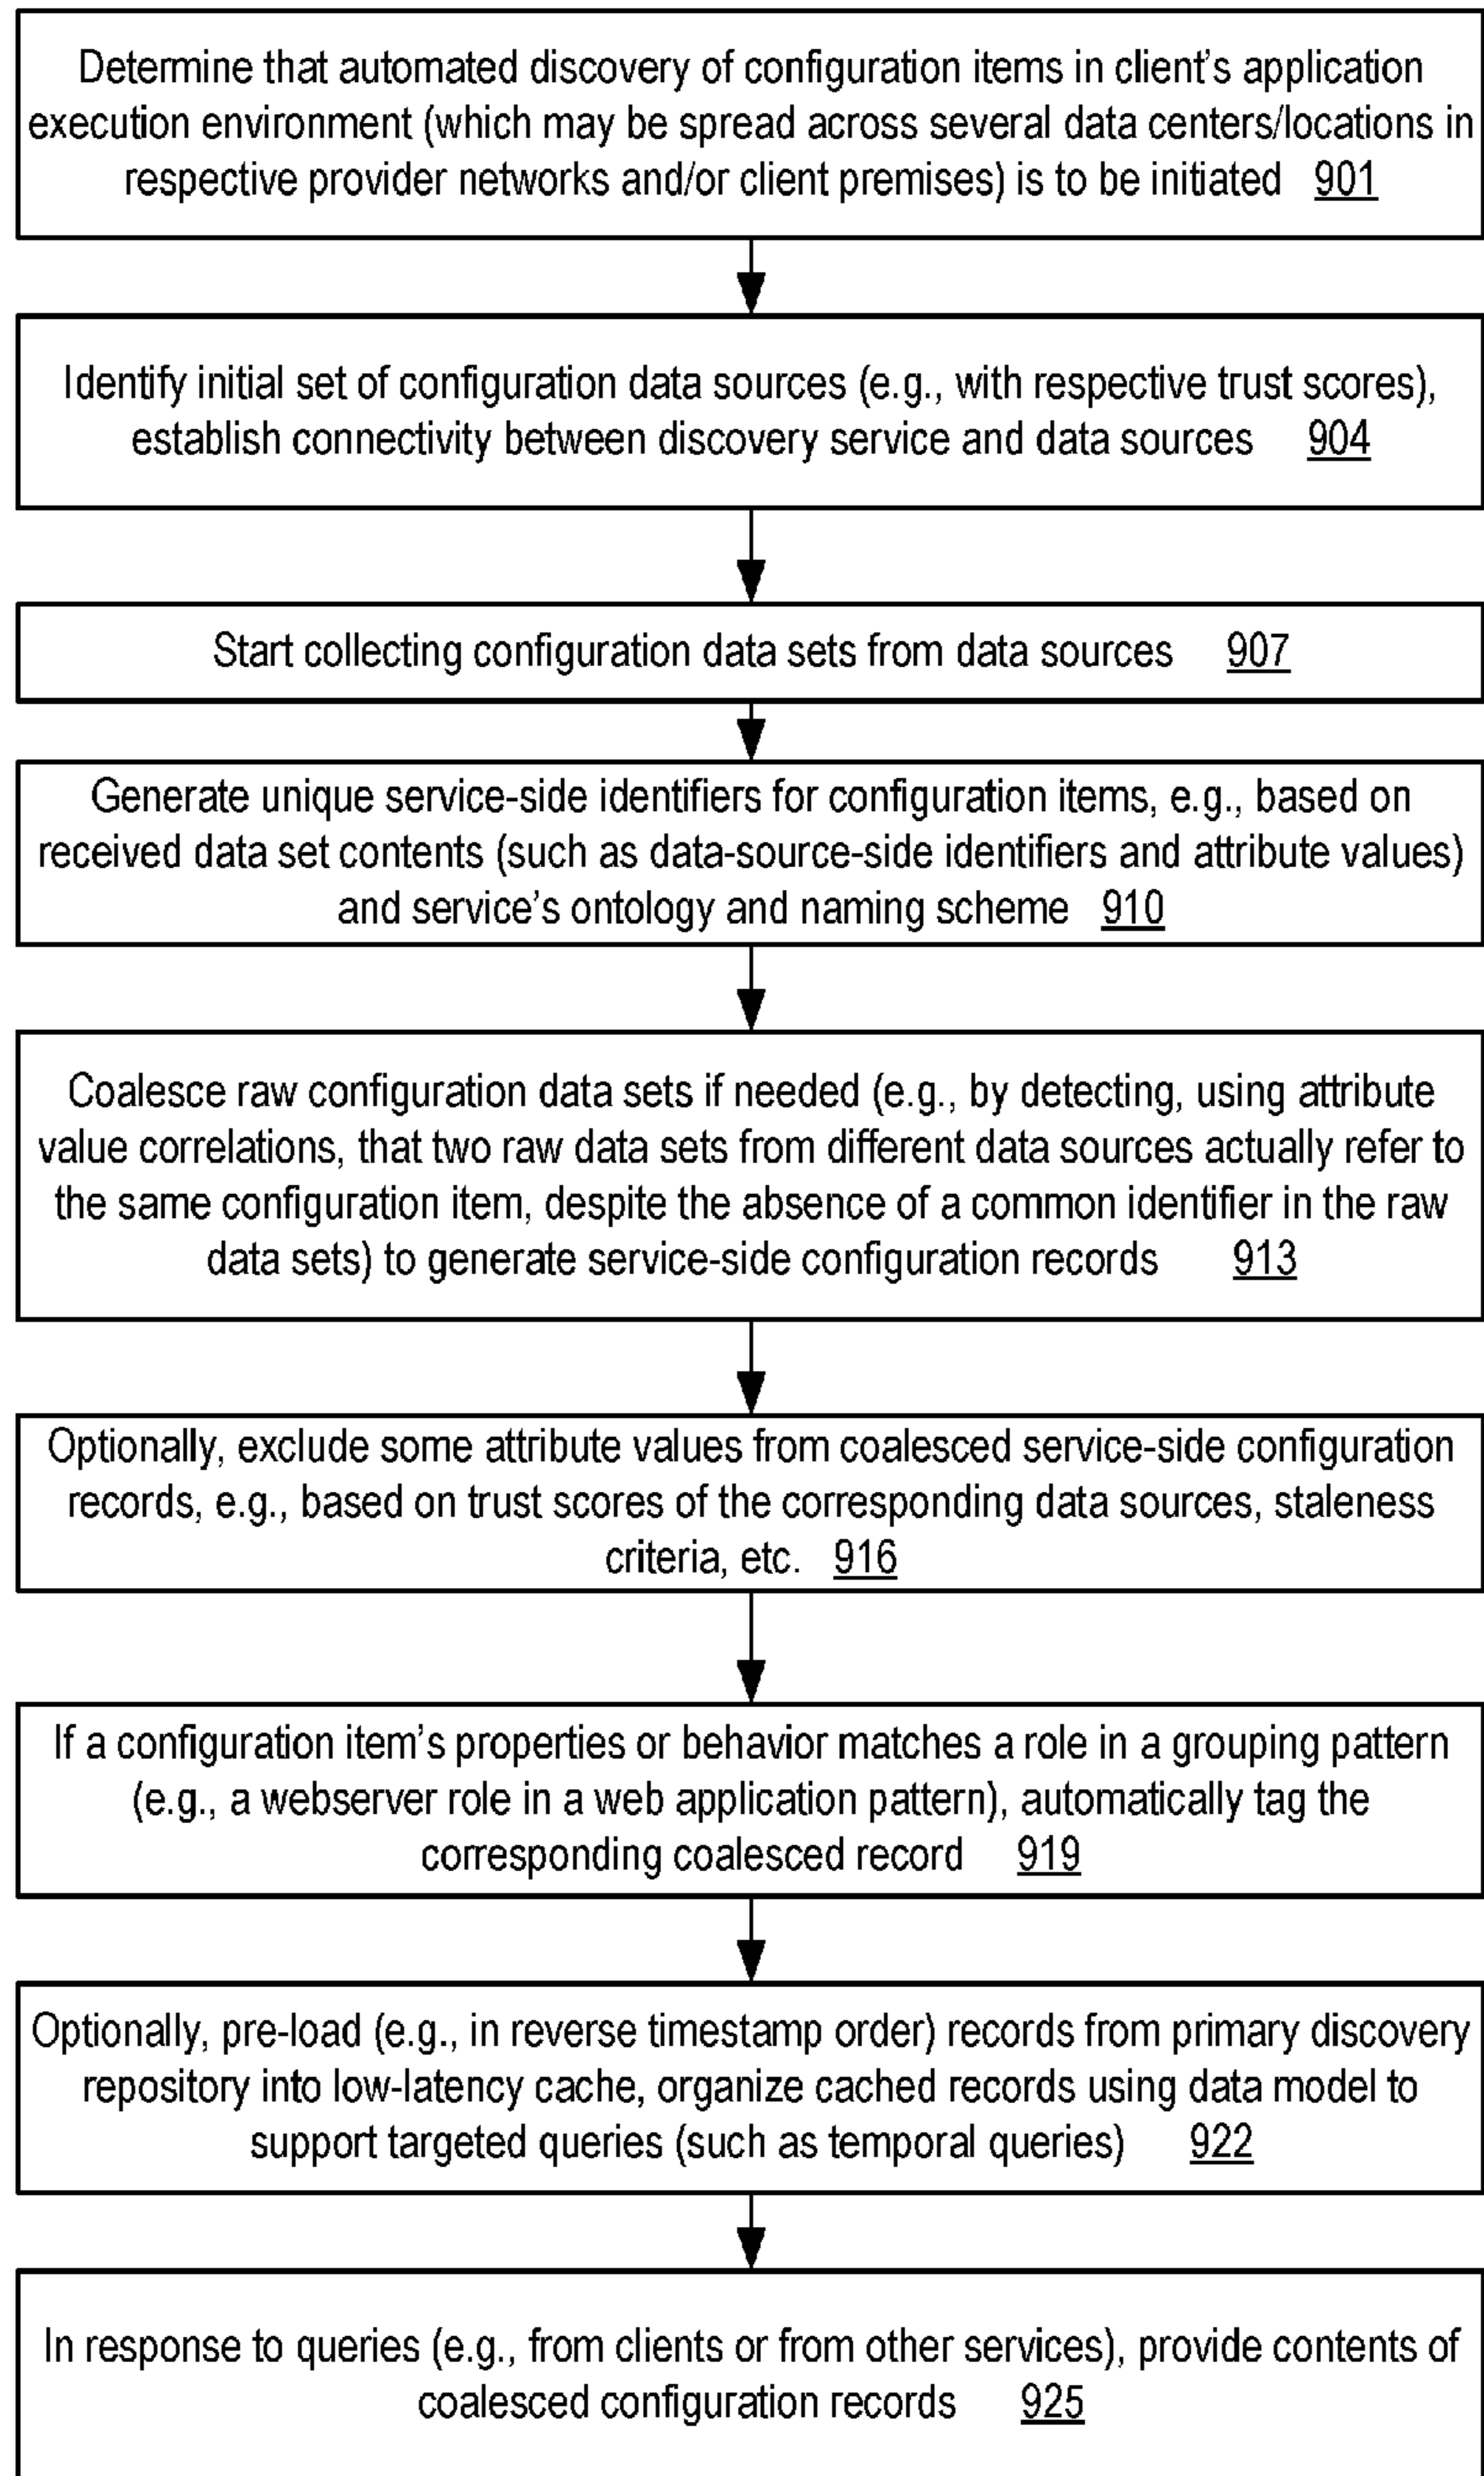 Determine that automated discovery of configuration items in client's application
execution environment (which may be spread across several data centers/locations in
respective provider networks and/or client premises) is to be initiated 901
Identify initial set of configuration data sources (e.g., with respective trust scores),
establish connectivity between discovery service and data sources 904
Start collecting configuration data sets from data sources 907
Generate unique service-side identifiers for configuration items, e.g., based on
received data set contents (such as data-source-side identifiers and attribute values)
and service's ontology and naming scheme 910
Coalesce raw configuration data sets if needed (e.g., by detecting, using attribute
value correlations, that two raw data sets from different data sources actually refer to
the same configuration item, despite the absence of a common identifier in the raw
data sets) to generate service-side configuration records 913
Optionally, exclude some attribute values from coalesced service-side configuration
records, e.g., based on trust scores of the corresponding data sources, staleness
criteria, etc. 916
If a configuration item's properties or behavior matches a role in a grouping pattern
(e.g., a webserver role in a web application pattern), automatically tag the
corresponding coalesced record 919
Optionally, pre-load (e.g., in reverse timestamp order) records from primary discovery
repository into low-latency cache, organize cached records using data model to
support targeted queries (such as temporal queries) 922
In response to queries (e.g., from clients or from other services), provide contents of
coalesced configuration records 925